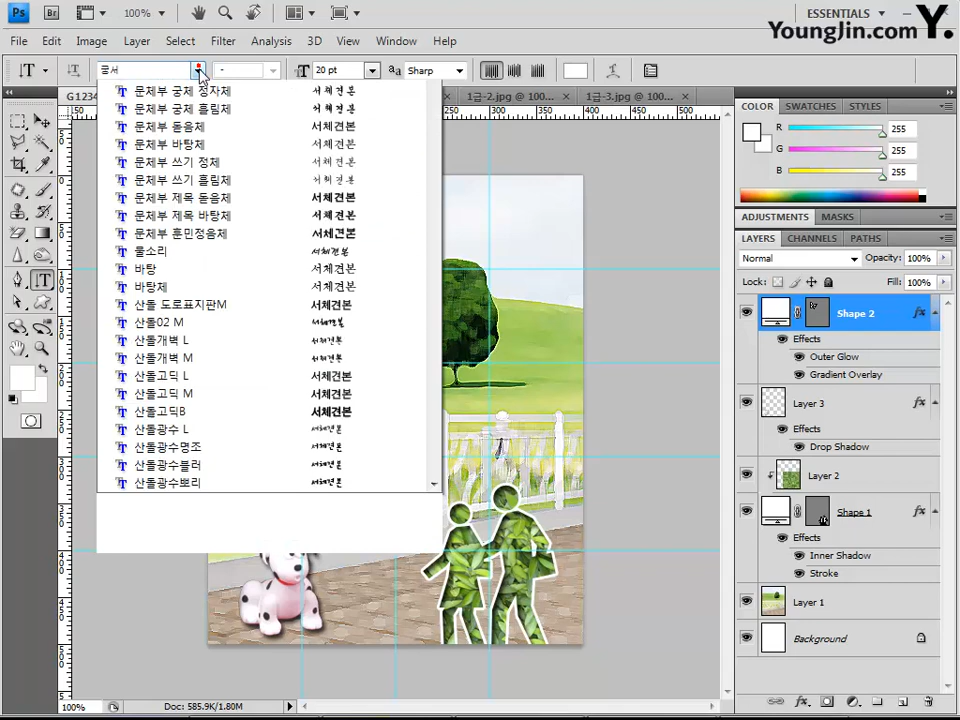 Ps Br 100% ESSENTIALS
YoungJin.com Y.
File Edit Image Layer Select Filter Analysis 3D View Window Help
궁서 - 20 pt aa Sharp
1급-2.jpg @ 100... × 1급-3.jpg @ 100... ×
문체부 궁체 정자체 서체견본
문체부 궁체 흘림체 서체견본
문체부 돋음체 서체견본
문체부 바탕체 서체견본
문체부 쓰기 정체 서체견본
문체부 쓰기 흘림체 서체견본
문체부 제목 돋음체 서체견본
문체부 제목 바탕체 서체견본
문체부 훈민정음체 서체견본
물소리 서체견본
바탕 서체견본
바탕체 서체견본
산돌 도로표지판M 서체견본
산돌02 M 서체견본
산돌개벽 L 서체견본
산돌개벽 M 서체견본
산돌고딕 L 서체견본
산돌고딕 M 서체견본
산돌고딕B 서체견본
산돌광수 L 서체견본
산돌광수명조 서체견본
산돌광수블러 서체견본
산돌광수뿌리 서체견본
COLOR SWATCHES STYLES
R 255
G 255
B 255
ADJUSTMENTS MASKS
LAYERS CHANNELS PATHS
Normal Opacity: 100%
Lock: Fill: 100%
Shape 2 fx
Effects
Outer Glow
Gradient Overlay
Layer 3 fx
Effects
Drop Shadow
Layer 2
Shape 1 fx
Effects
Inner Shadow
Stroke
Layer 1
Background
100% Doc: 585.9K/1.80M